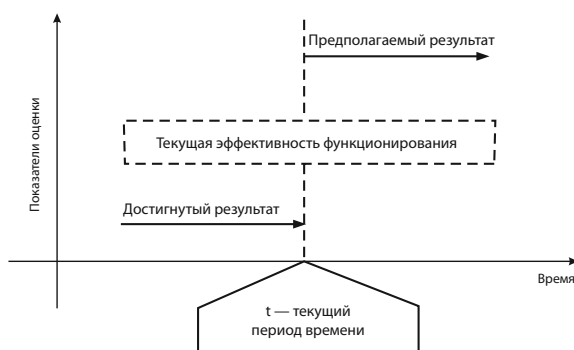 Показатели оценки
Предполагаемый результат
Текущая эффективность функционирования
Достигнутый результат
Время
t — текущий
период времени